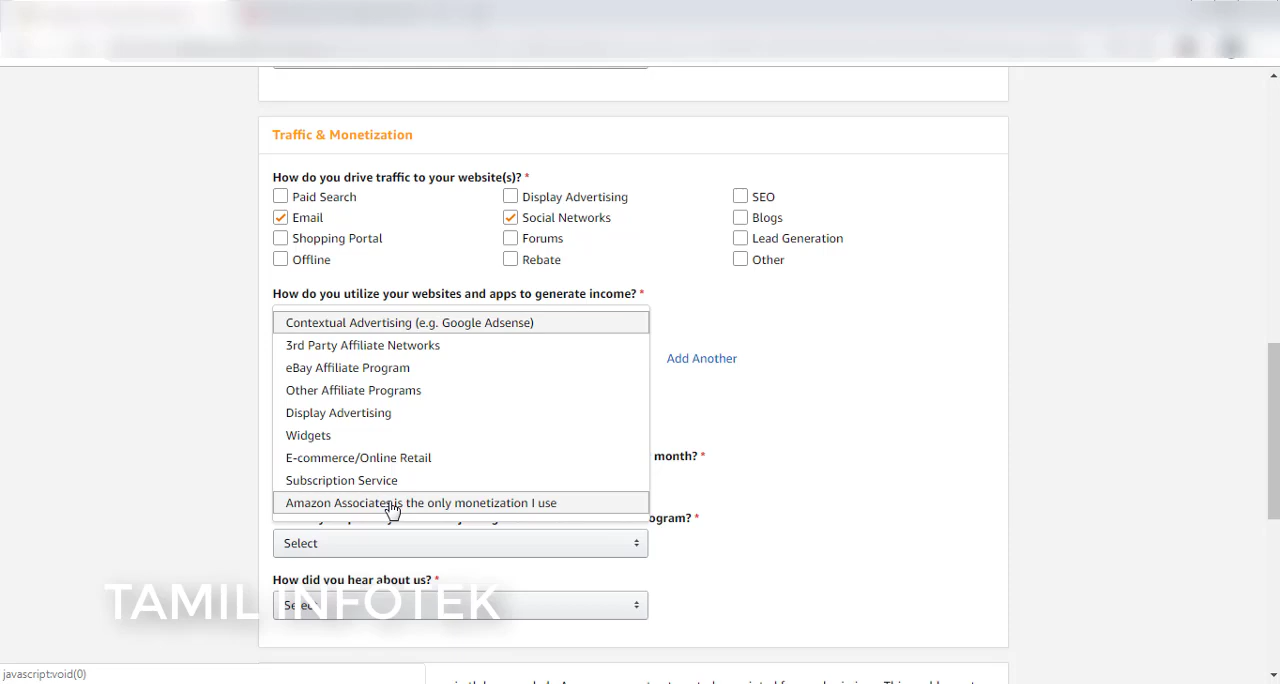 Traffic & Monetization
How do you drive traffic to your website(s)? *
Paid Search Display Advertising SEO
Email Social Networks Blogs
Shopping Portal Forums Lead Generation
Offline Rebate Other
How do you utilize your websites and apps to generate income? *
Contextual Advertising (e.g. Google Adsense)
3rd Party Affiliate Networks
Add Another
eBay Affiliate Program
Other Affiliate Programs
Display Advertising
Widgets
month? *
E-commerce/Online Retail
Subscription Service
Amazon Associates is the only monetization I use
ogram? *
Select
How did you hear about us? *
Select
TAMIL INFOTEK
javascript:void(0)